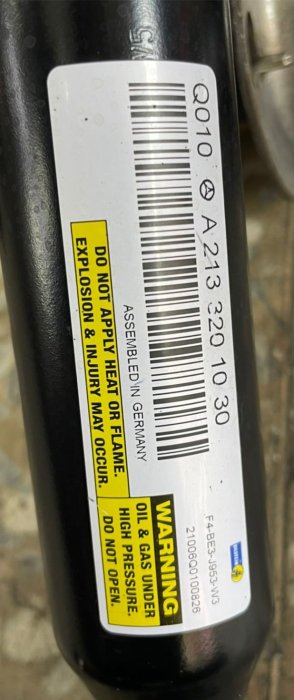 Q010 A 213 320 10 30
ASSEMBLED IN GERMANY
DO NOT APPLY HEAT OR FLAME.
EXPLOSION & INJURY MAY OCCUR.
F4-BE3-J953-W3
21006Q0100826
WARNING
OIL & GAS UNDER
HIGH PRESSURE.
DO NOT OPEN.
BILSTEIN